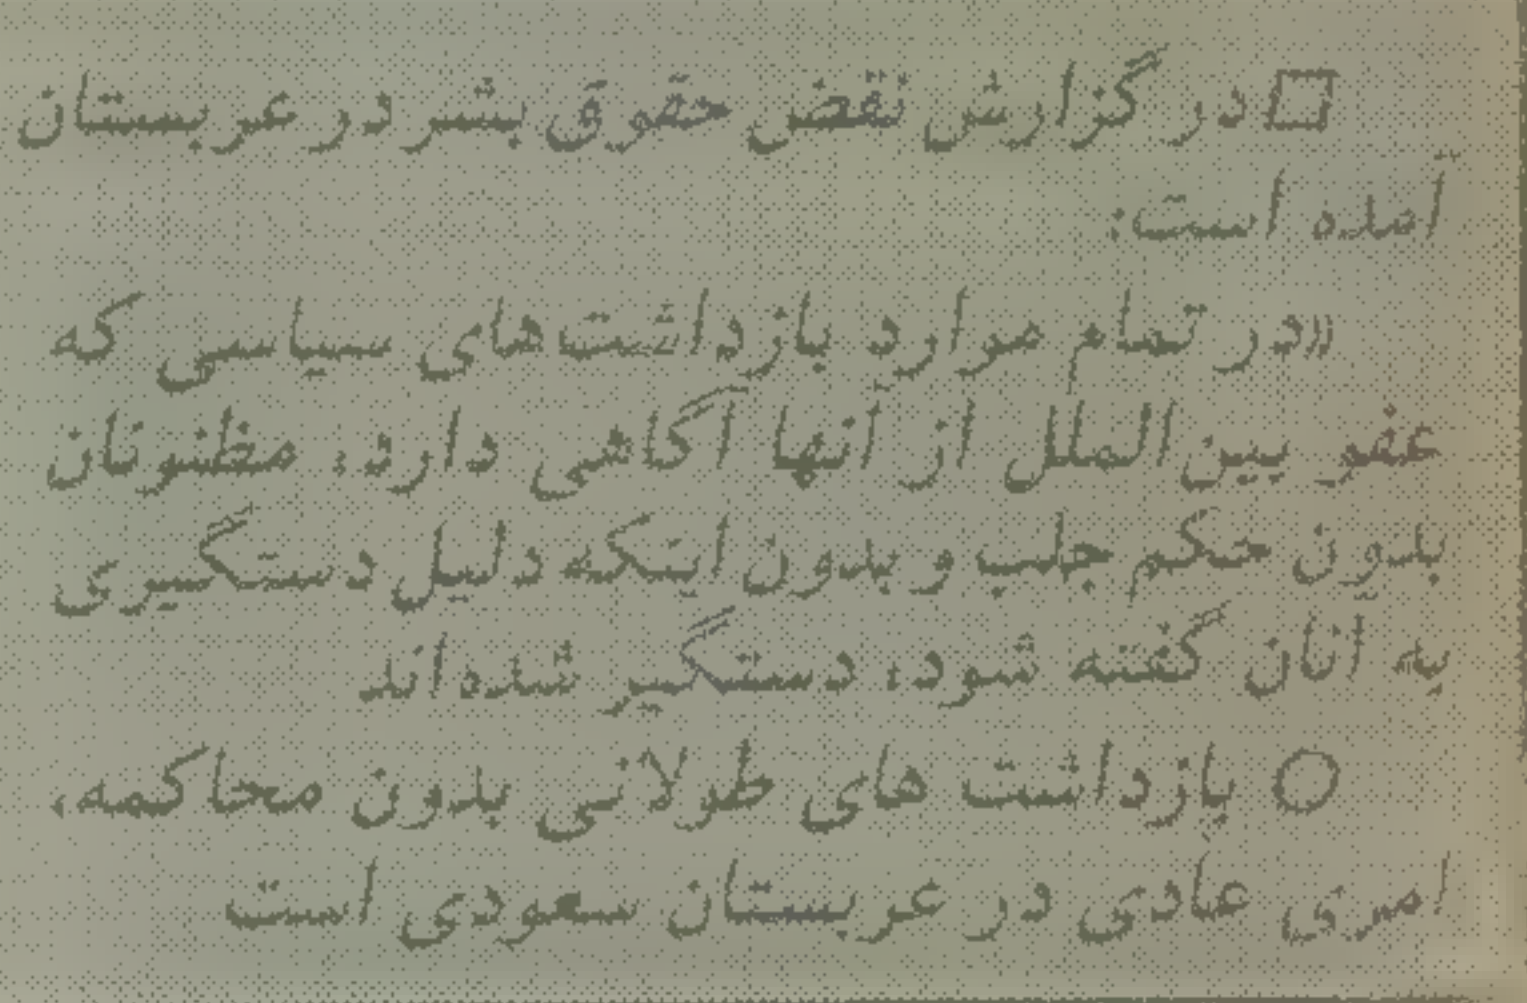 □ در گزارش نقض حقوق بشر در عربستان
آمده است:
«در تمام موارد بازداشت‌های سیاسی که
عفو بین‌الملل از آنها آگاهی دارد، مظنونان
بدون حکم جلب و بدون اینکه دلیل دستگیری
به آنان گفته شود، دستگیر شده‌اند
○ بازداشت های طولانی بدون محاکمه،
امری عادی در عربستان سعودی است